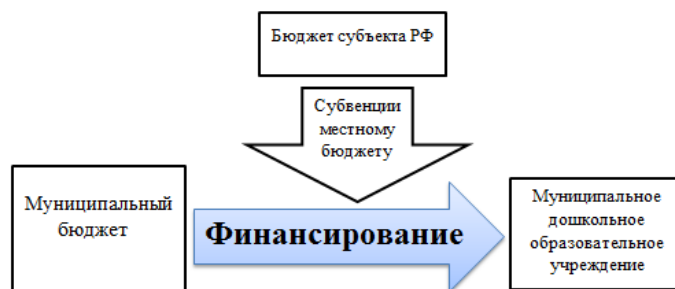 Бюджет субъекта РФ
Субвенции
местному
бюджету
Муниципальный
бюджет
Финансирование
Муниципальное
дошкольное
образовательное
учреждение